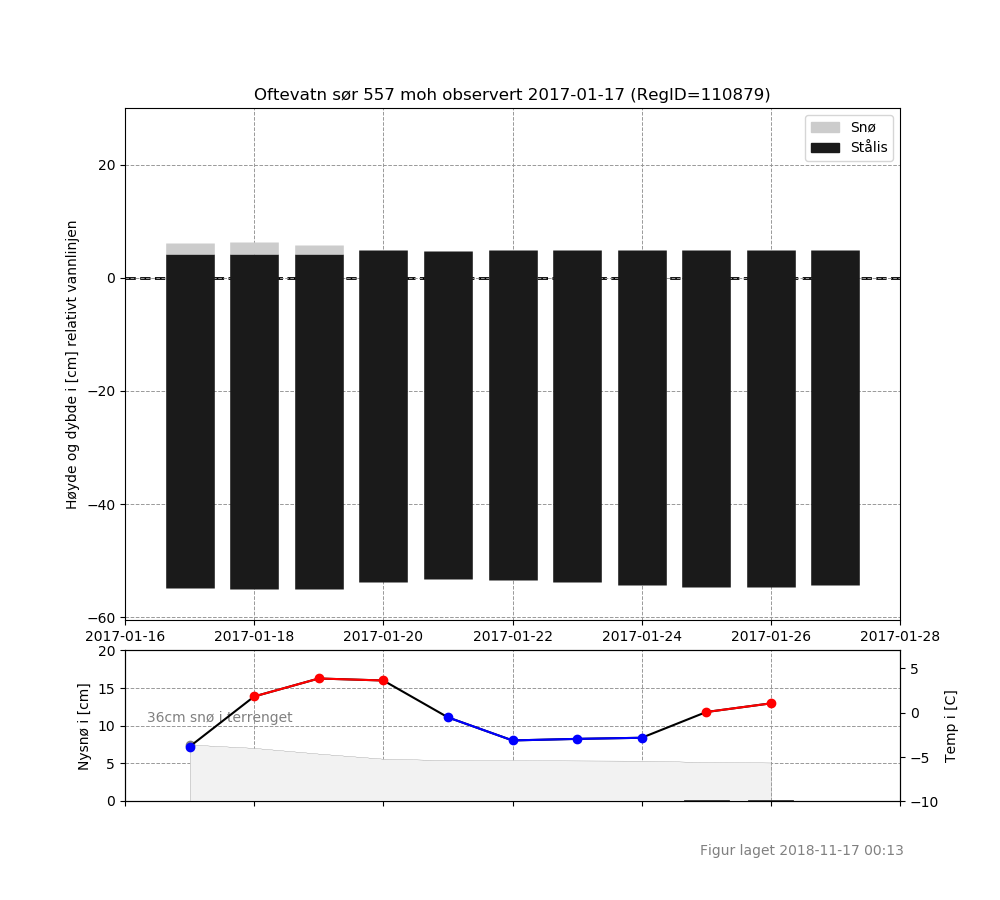 Oftevatn sør 557 moh observert 2017-01-17 (RegID=110879)
Snø
Stålis
Høyde og dybde i [cm] relativt vannlinjen
20
0
−20
−40
−60
2017-01-16 2017-01-18 2017-01-20 2017-01-22 2017-01-24 2017-01-26 2017-01-28
Nysnø i [cm]
20
15
10
5
0
36cm snø i terrenget
5
0
−5
−10
Temp i [C]
Figur laget 2018-11-17 00:13